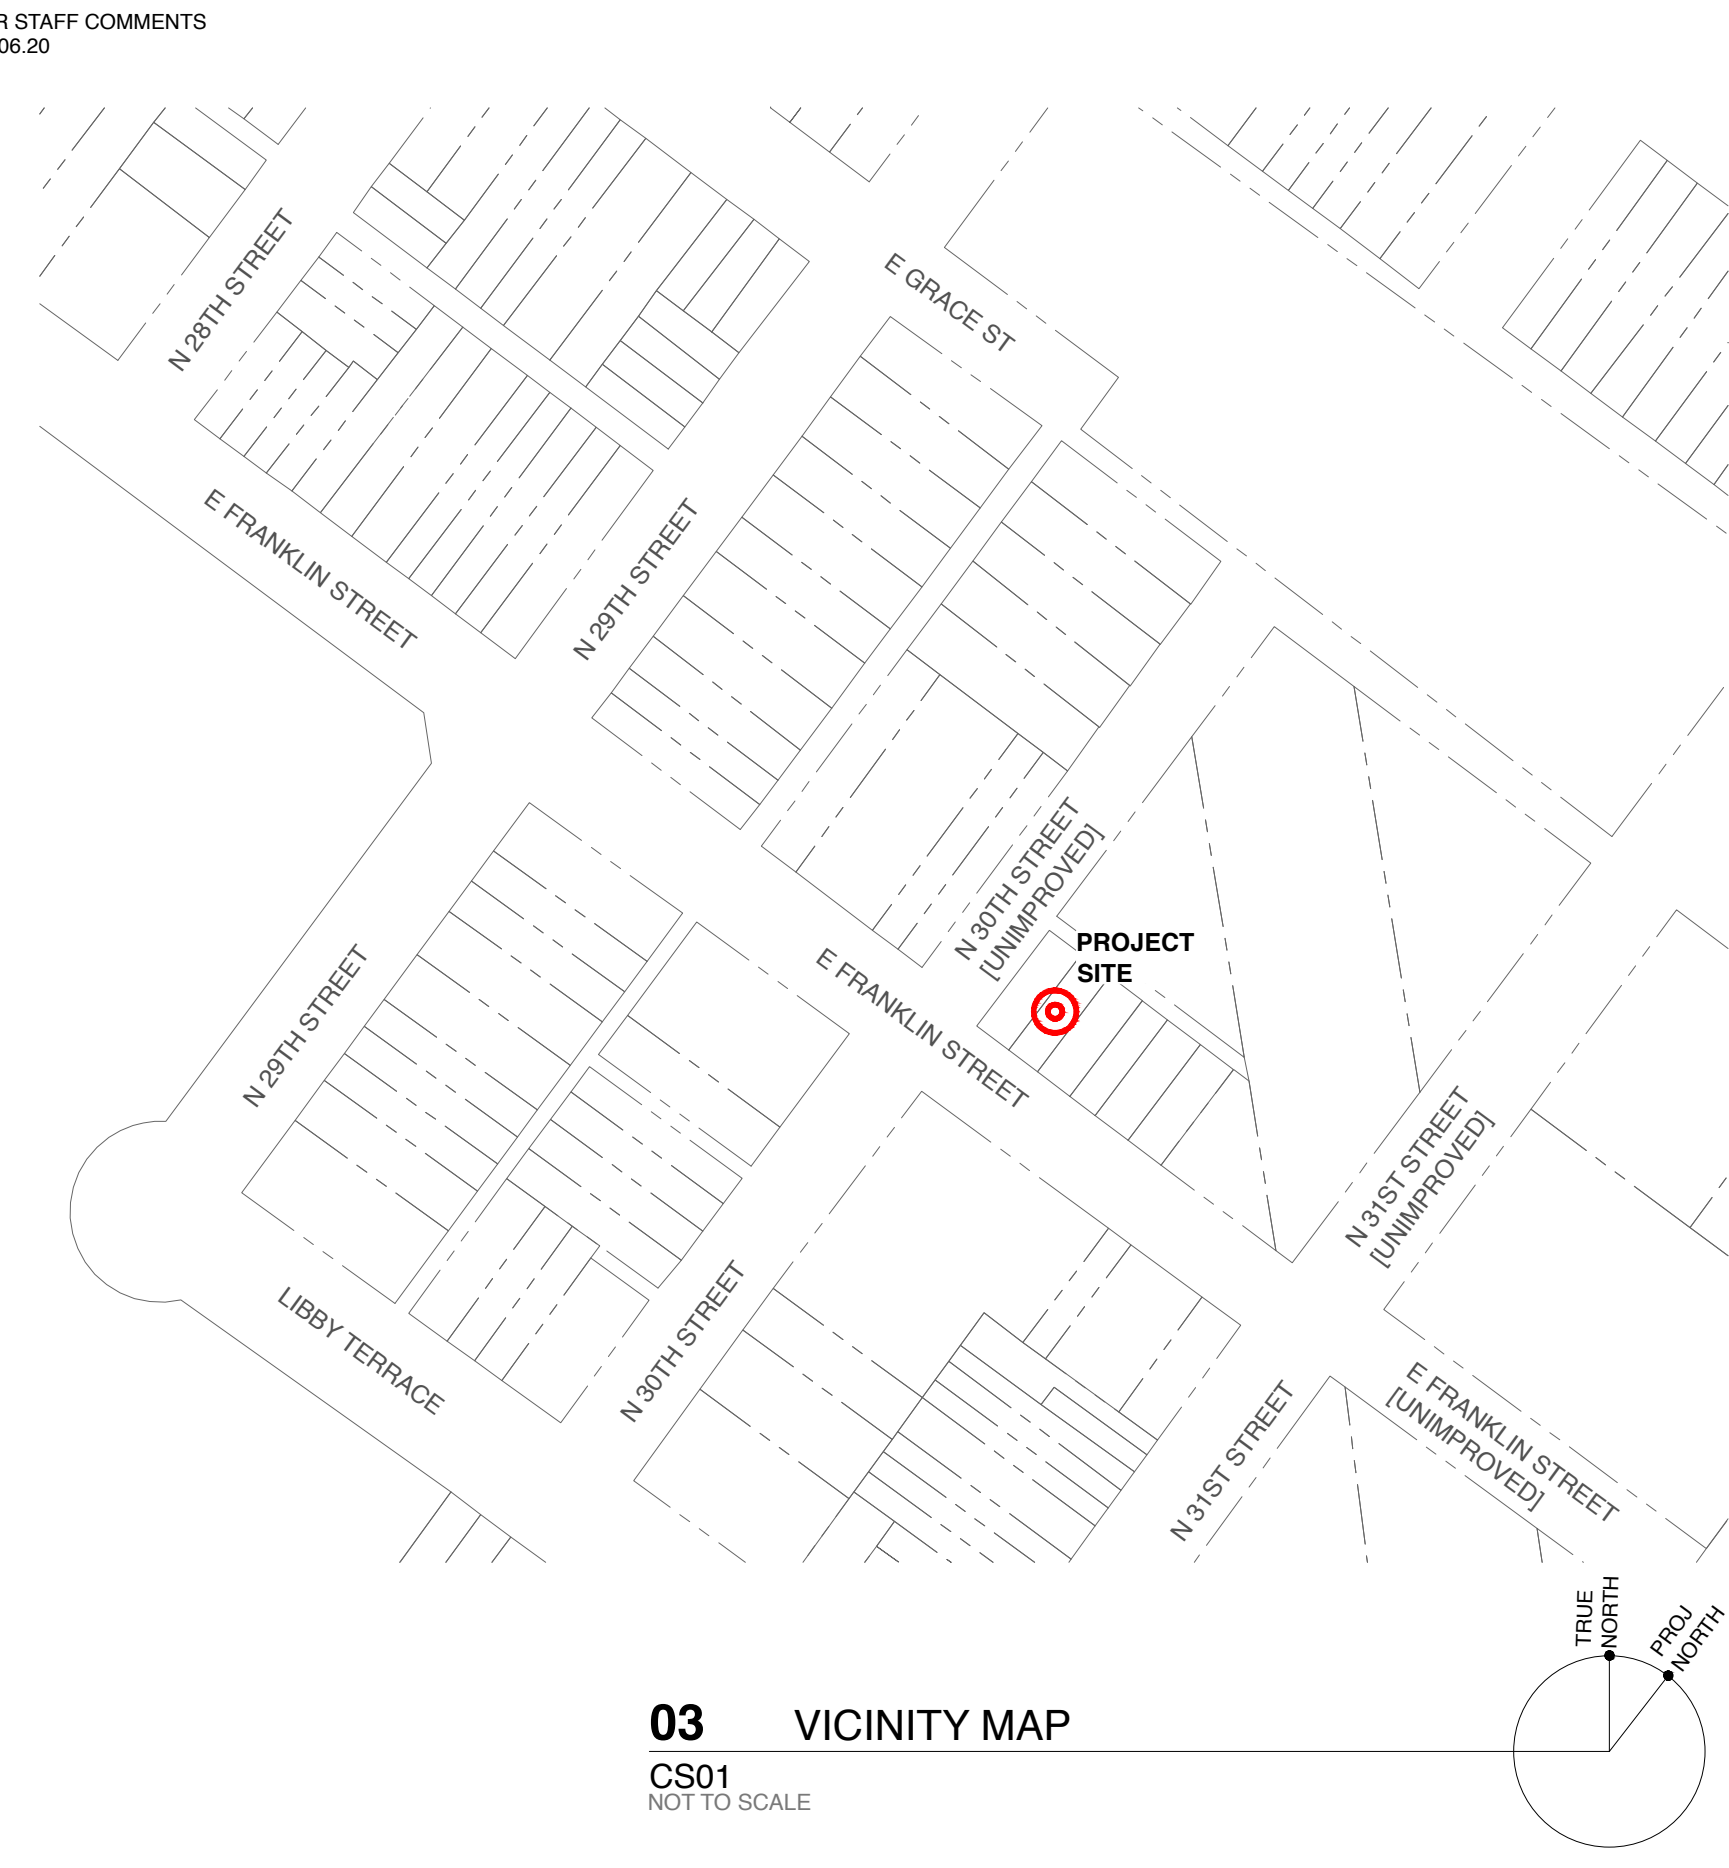 R STAFF COMMENTS
06.20
N 28TH STREET
E GRACE ST
E FRANKLIN STREET
N 29TH STREET
N 30TH STREET
[UNIMPROVED]
PROJECT
SITE
E FRANKLIN STREET
N 29TH STREET
N 31ST STREET
[UNIMPROVED]
LIBBY TERRACE
N 30TH STREET
N 31ST STREET
E FRANKLIN STREET
[UNIMPROVED]
TRUE
NORTH
PROJ
NORTH
03 VICINITY MAP
CS01
NOT TO SCALE